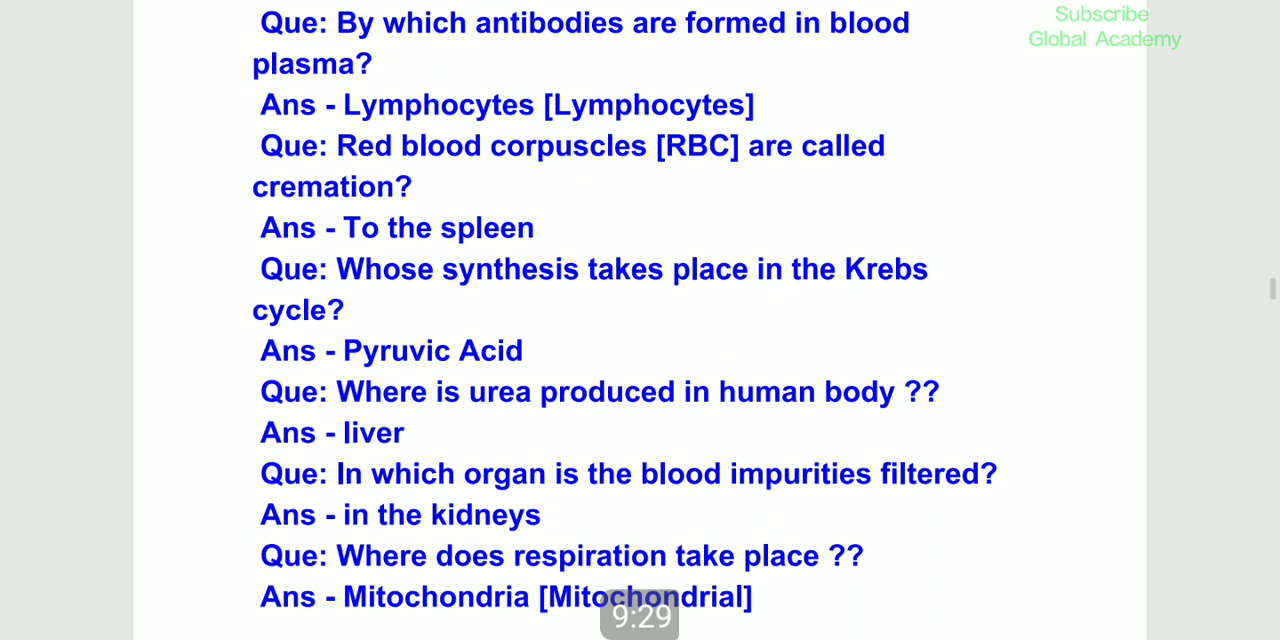 Subscribe
Global Academy
Que: By which antibodies are formed in blood
plasma?
Ans - Lymphocytes [Lymphocytes]
Que: Red blood corpuscles [RBC] are called
cremation?
Ans - To the spleen
Que: Whose synthesis takes place in the Krebs
cycle?
Ans - Pyruvic Acid
Que: Where is urea produced in human body ??
Ans - liver
Que: In which organ is the blood impurities filtered?
Ans - in the kidneys
Que: Where does respiration take place ??
Ans - Mitochondria [Mitochondrial]
9:29